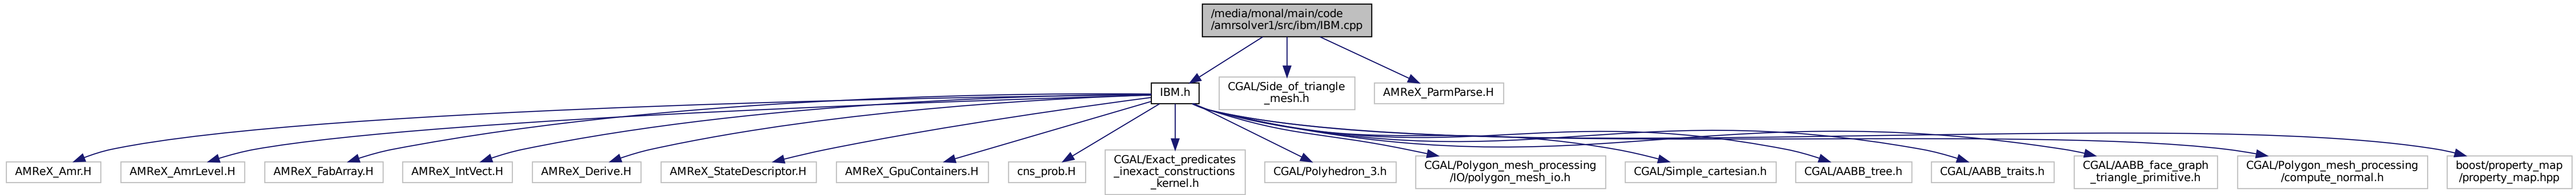 /media/monal/main/code
/amrsolver1/src/ibm/IBM.cpp
IBM.h
CGAL/Side_of_triangle
_mesh.h
AMReX_ParmParse.H
AMReX_Amr.H
AMReX_AmrLevel.H
AMReX_FabArray.H
AMReX_IntVect.H
AMReX_Derive.H
AMReX_StateDescriptor.H
AMReX_GpuContainers.H
cns_prob.H
CGAL/Exact_predicates
_inexact_constructions
_kernel.h
CGAL/Polyhedron_3.h
CGAL/Polygon_mesh_processing
/IO/polygon_mesh_io.h
CGAL/Simple_cartesian.h
CGAL/AABB_tree.h
CGAL/AABB_traits.h
CGAL/AABB_face_graph
_triangle_primitive.h
CGAL/Polygon_mesh_processing
/compute_normal.h
boost/property_map
/property_map.hpp